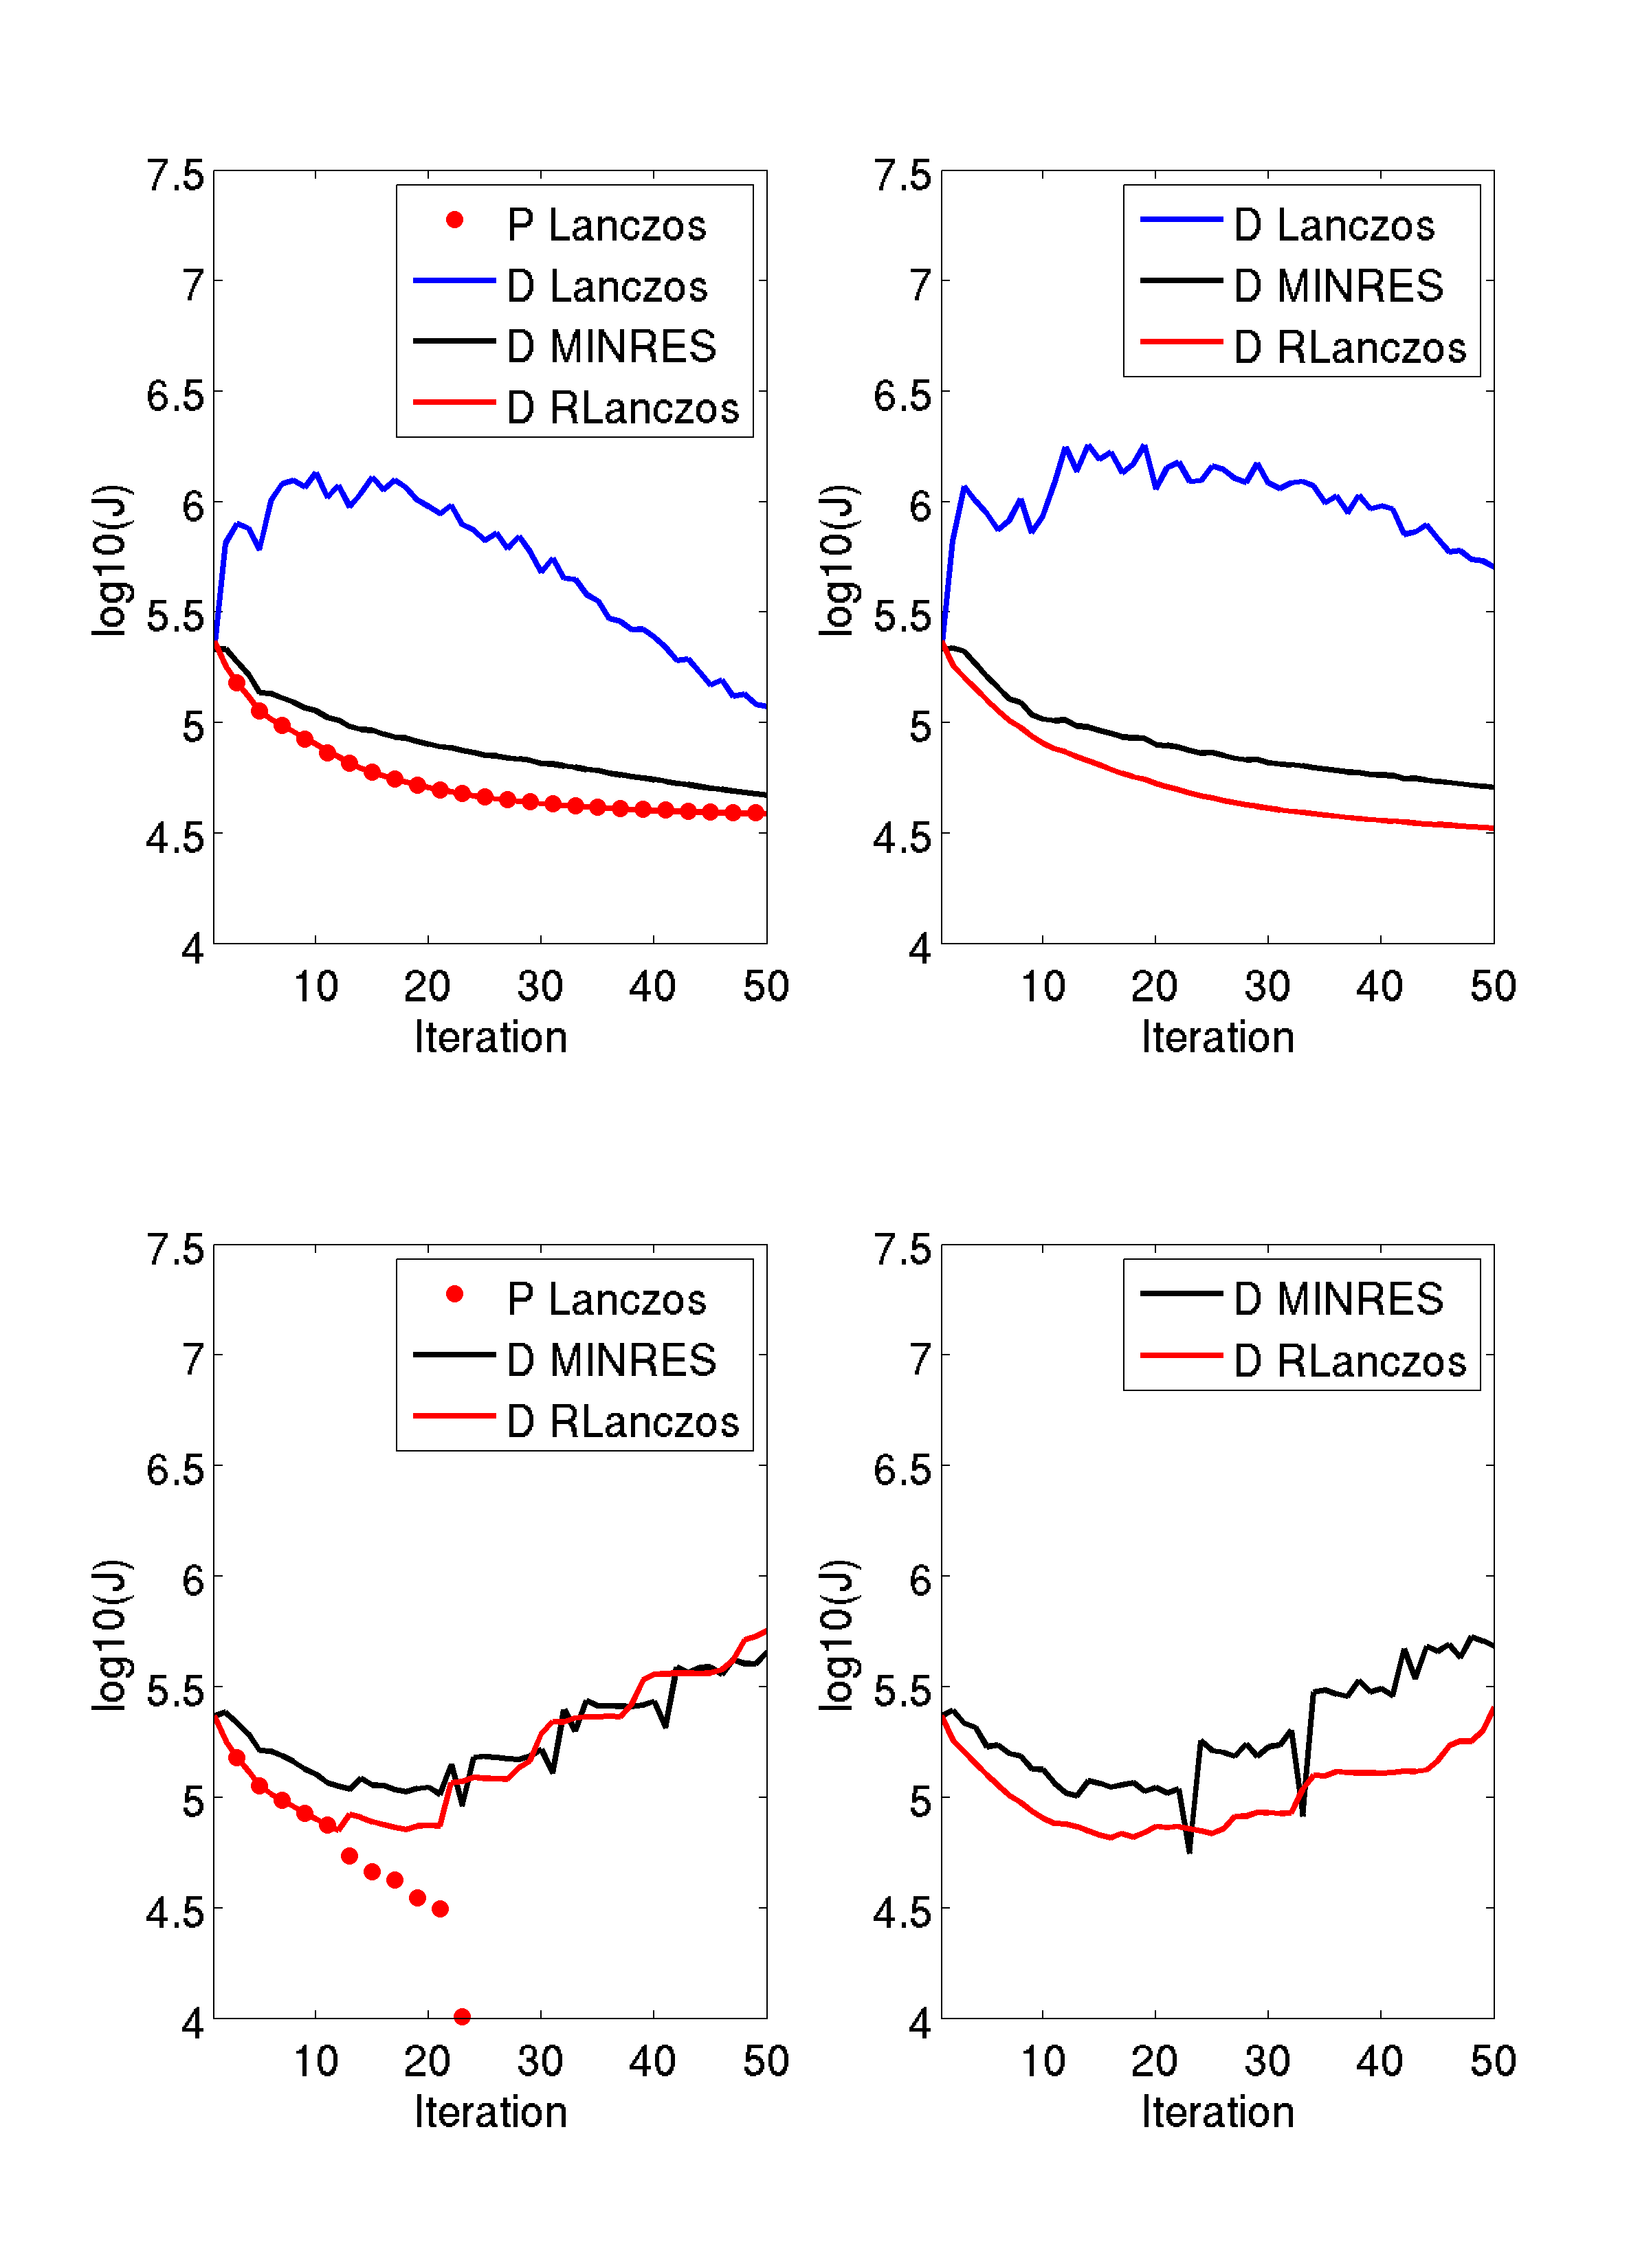 7.5
7
6.5
6
5.5
5
4.5
4
log10(J)
10 20 30 40 50
Iteration
P Lanczos
D Lanczos
D MINRES
D RLanczos
7.5
7
6.5
6
5.5
5
4.5
4
log10(J)
10 20 30 40 50
Iteration
D Lanczos
D MINRES
D RLanczos
7.5
7
6.5
6
5.5
5
4.5
4
log10(J)
10 20 30 40 50
Iteration
P Lanczos
D MINRES
D RLanczos
7.5
7
6.5
6
5.5
5
4.5
4
log10(J)
10 20 30 40 50
Iteration
D MINRES
D RLanczos